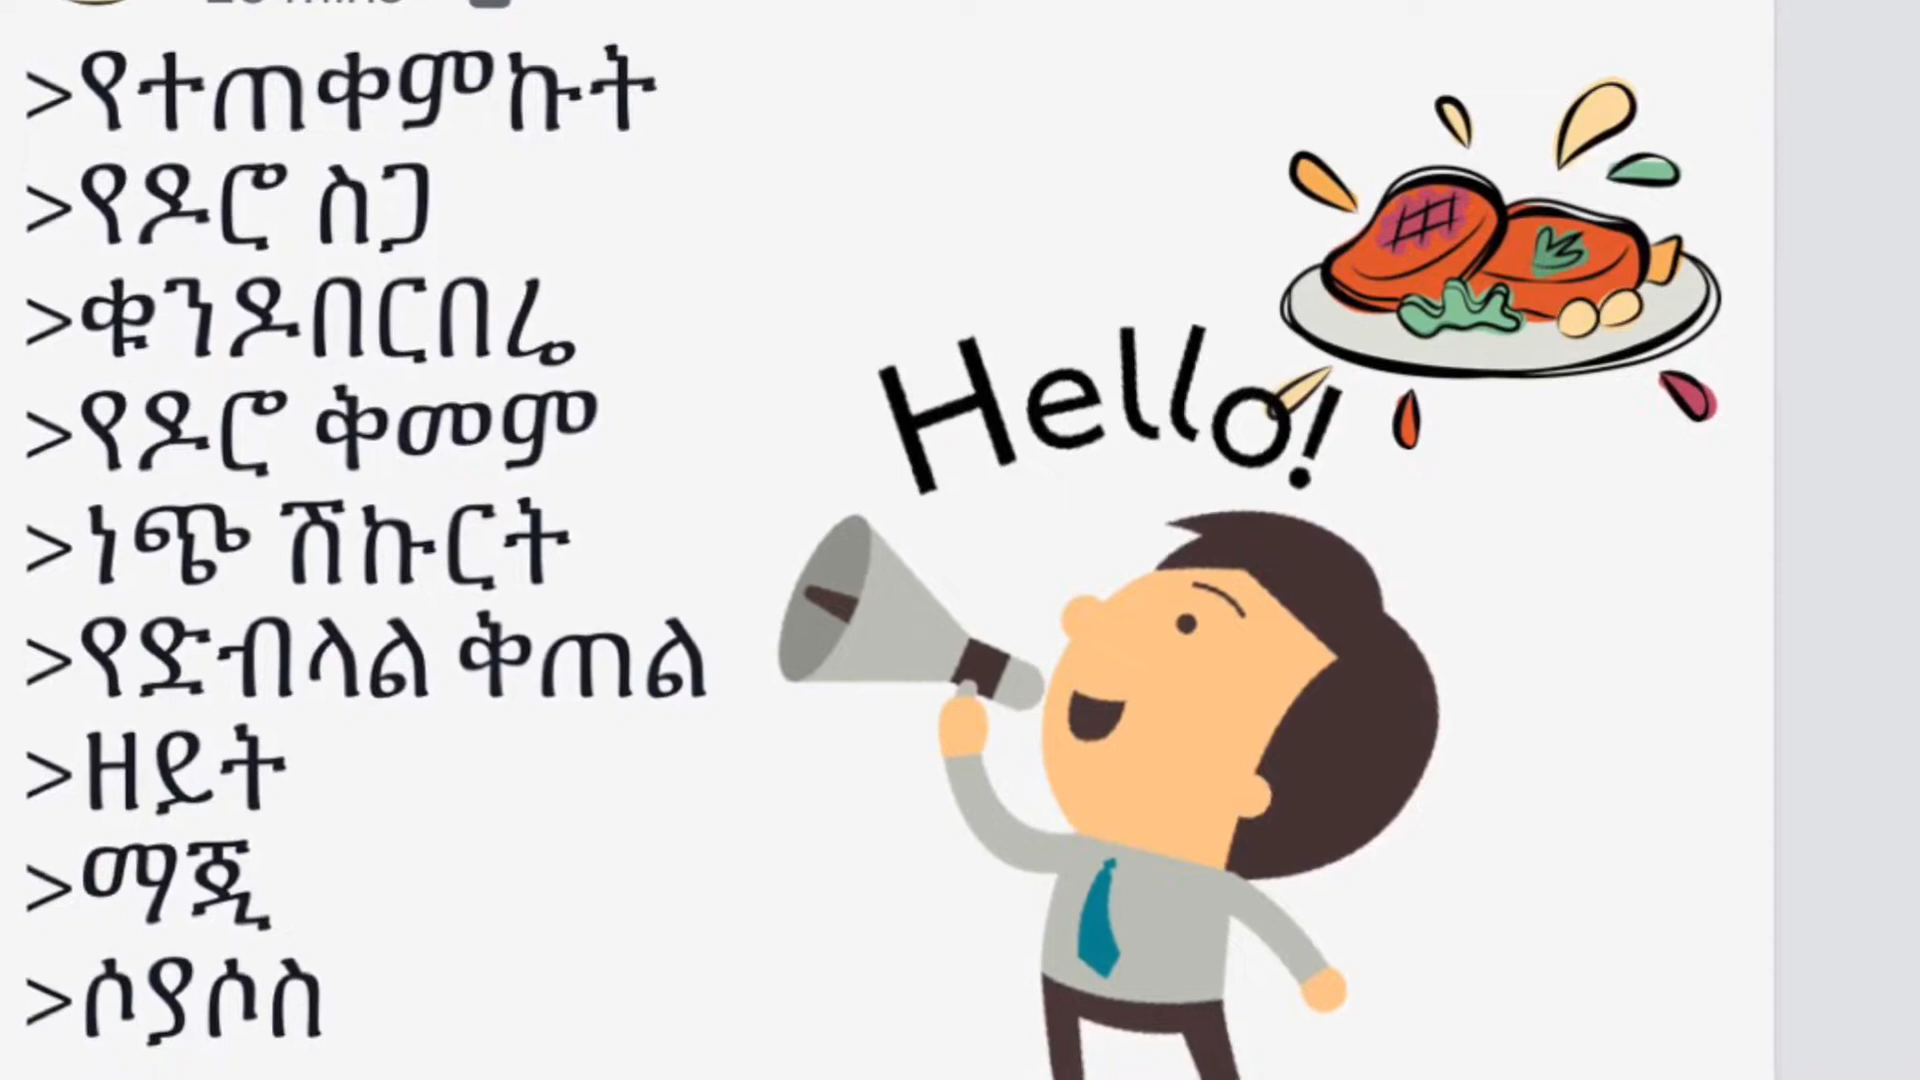 >የተጠቀምኩት
>የዶሮ ስጋ
>ቁንዶበርበሬ
>የዶሮ ቅመም
>ነጭ ሽኩርት
>የድብላል ቅጠል
>ዘይት
>ማጂ
>ሶያሶስ
Hello!